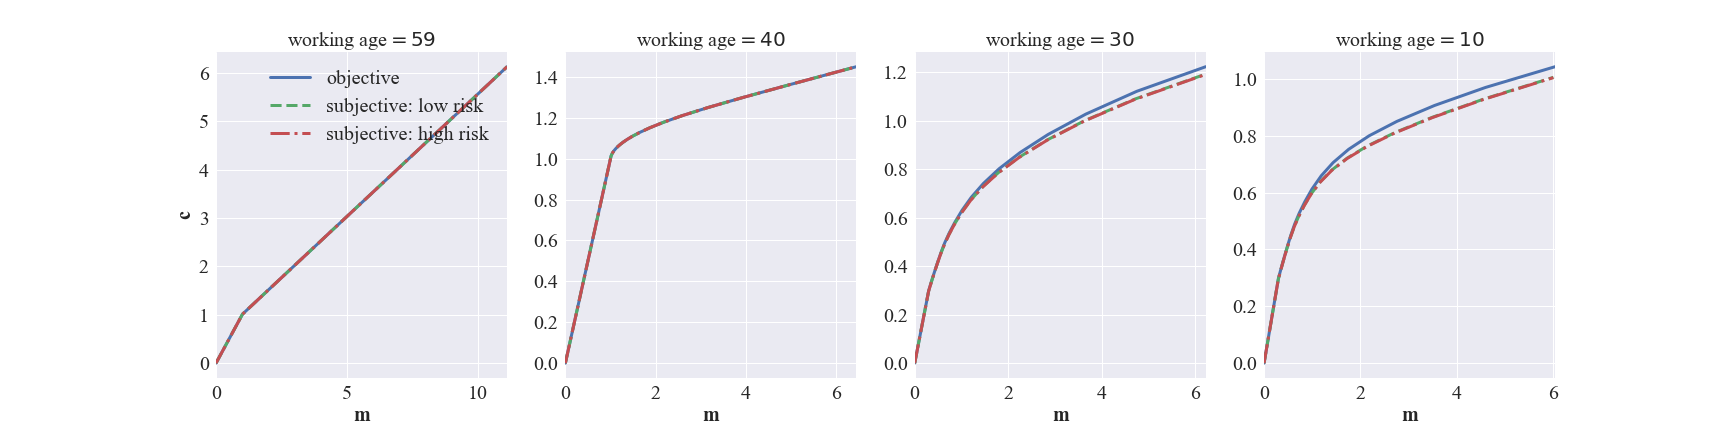 working age = 59
working age = 40
working age = 30
working age = 10
objective
subjective: low risk
subjective: high risk
c
6
5
4
3
2
1
0
0 5 10
m
1.4
1.2
1.0
0.8
0.6
0.4
0.2
0.0
0 2 4 6
m
1.2
1.0
0.8
0.6
0.4
0.2
0.0
0 2 4 6
m
1.0
0.8
0.6
0.4
0.2
0.0
0 2 4 6
m